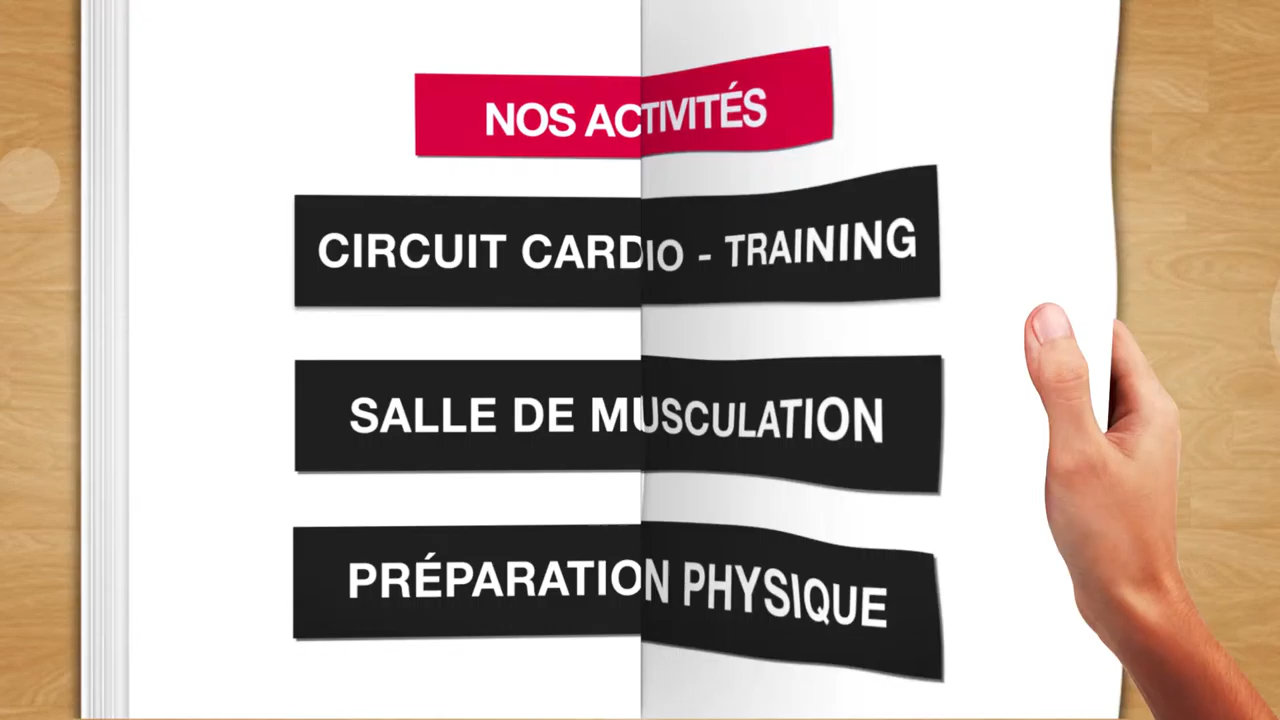 NOS ACTIVITÉS
CIRCUIT CARDIO - TRAINING
SALLE DE MUSCULATION
PRÉPARATION PHYSIQUE